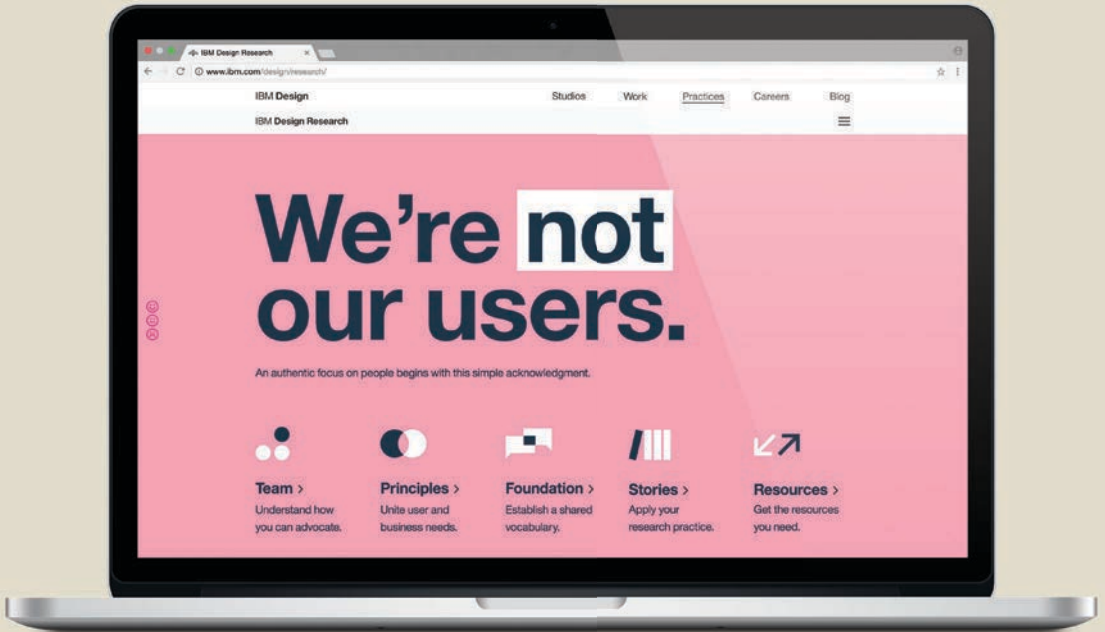 IBM Design Research
www.ibm.com/design/research/
IBM Design Studios Work Practices Careers Blog
IBM Design Research
We're not
our users.
An authentic focus on people begins with this simple acknowledgment.
Team >
Understand how
you can advocate.
Principles >
Unite user and
business needs.
Foundation >
Establish a shared
vocabulary.
Stories >
Apply your
research practice.
Resources >
Get the resources
you need.